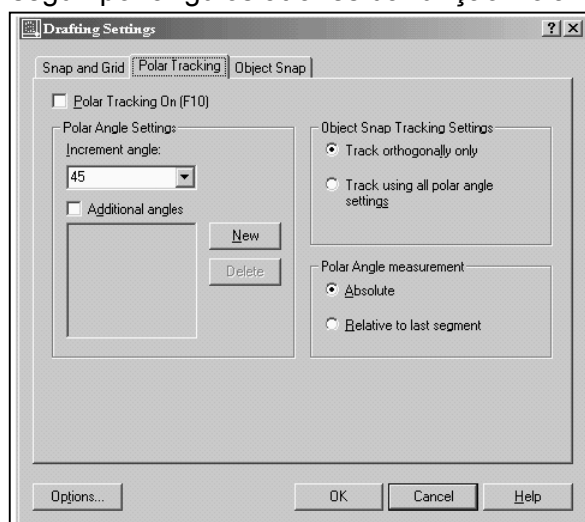 Drafting Settings
Snap and Grid Polar Tracking Object Snap
Polar Tracking On (F10)
Polar Angle Settings
Increment angle:
45
Additional angles
New
Delete
Object Snap Tracking Settings
Track orthogonally only
Track using all polar angle
settings
Polar Angle measurement
Absolute
Relative to last segment
Options... OK Cancel Help